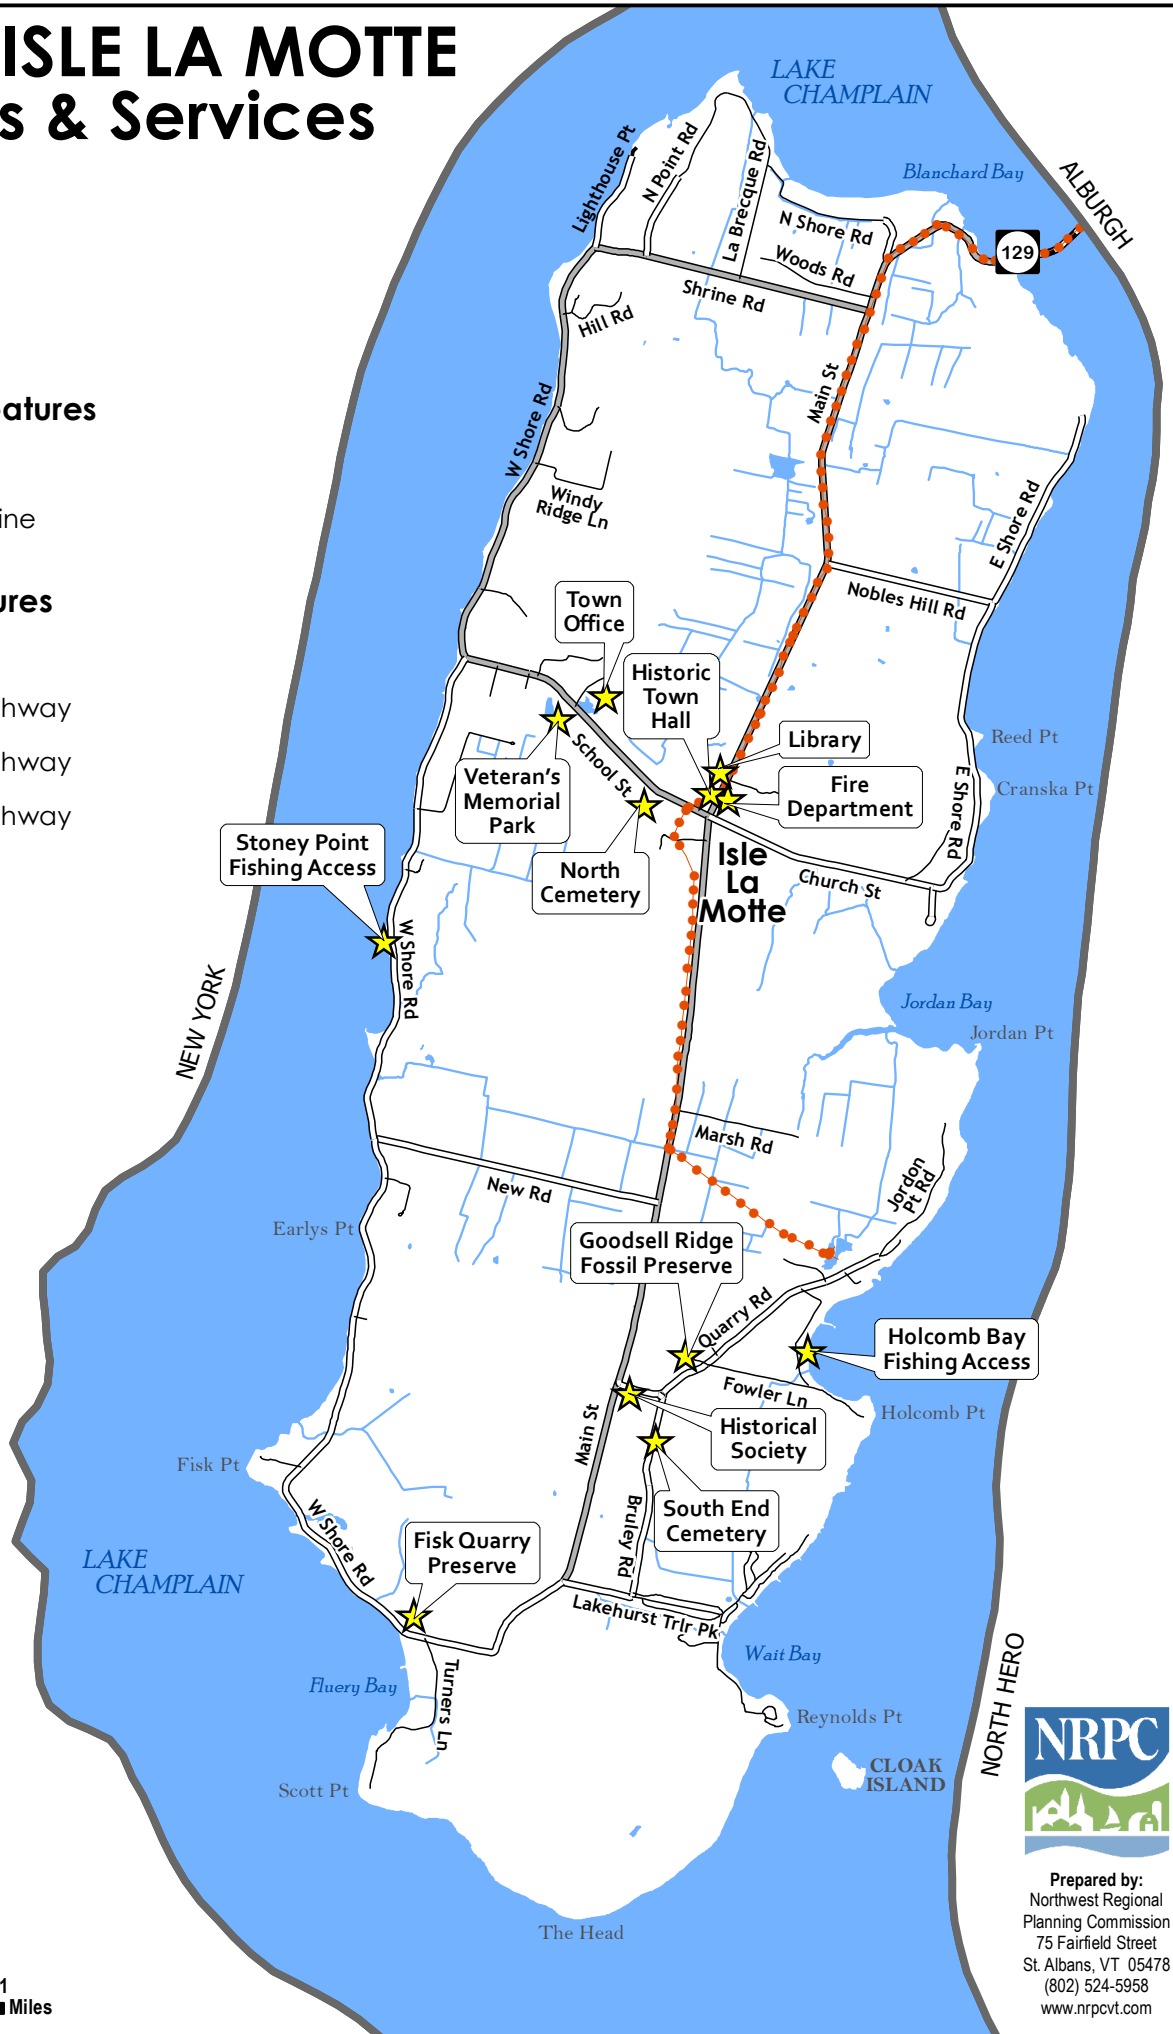 ISLE LA MOTTE
s & Services
LAKE
CHAMPLAIN
Blanchard Bay
ALBURGH
129
Lighthouse Pt
N Point Rd
La Brecque Rd
N Shore Rd
Woods Rd
Shrine Rd
Hill Rd
Main St
W Shore Rd
Windy
Ridge Ln
E Shore Rd
Nobles Hill Rd
eatures
ine
ures
hway
hway
hway
Town
Office
Historic
Town
Hall
Library
Fire
Department
School St
Veteran's
Memorial
Park
North
Cemetery
Reed Pt
Cranska Pt
E Shore Rd
Isle
La
Motte
Church St
Stoney Point
Fishing Access
W Shore Rd
NEW YORK
Jordan Bay
Jordan Pt
Marsh Rd
New Rd
Jordon
Pt Rd
Earlys Pt
Goodsell Ridge
Fossil Preserve
Quarry Rd
Holcomb Bay
Fishing Access
Fowler Ln
Holcomb Pt
Historical
Society
Main St
Fisk Pt
South End
Cemetery
Bruley Rd
W Shore Rd
Fisk Quarry
Preserve
LAKE
CHAMPLAIN
Lakehurst Trlr Pk
Wait Bay
Fluery Bay
Turners Ln
Reynolds Pt
NORTH HERO
CLOAK
ISLAND
Scott Pt
The Head
NRPC
Prepared by:
Northwest Regional
Planning Commission
75 Fairfield Street
St. Albans, VT 05478
(802) 524-5958
www.nrpcvt.com
1
Miles